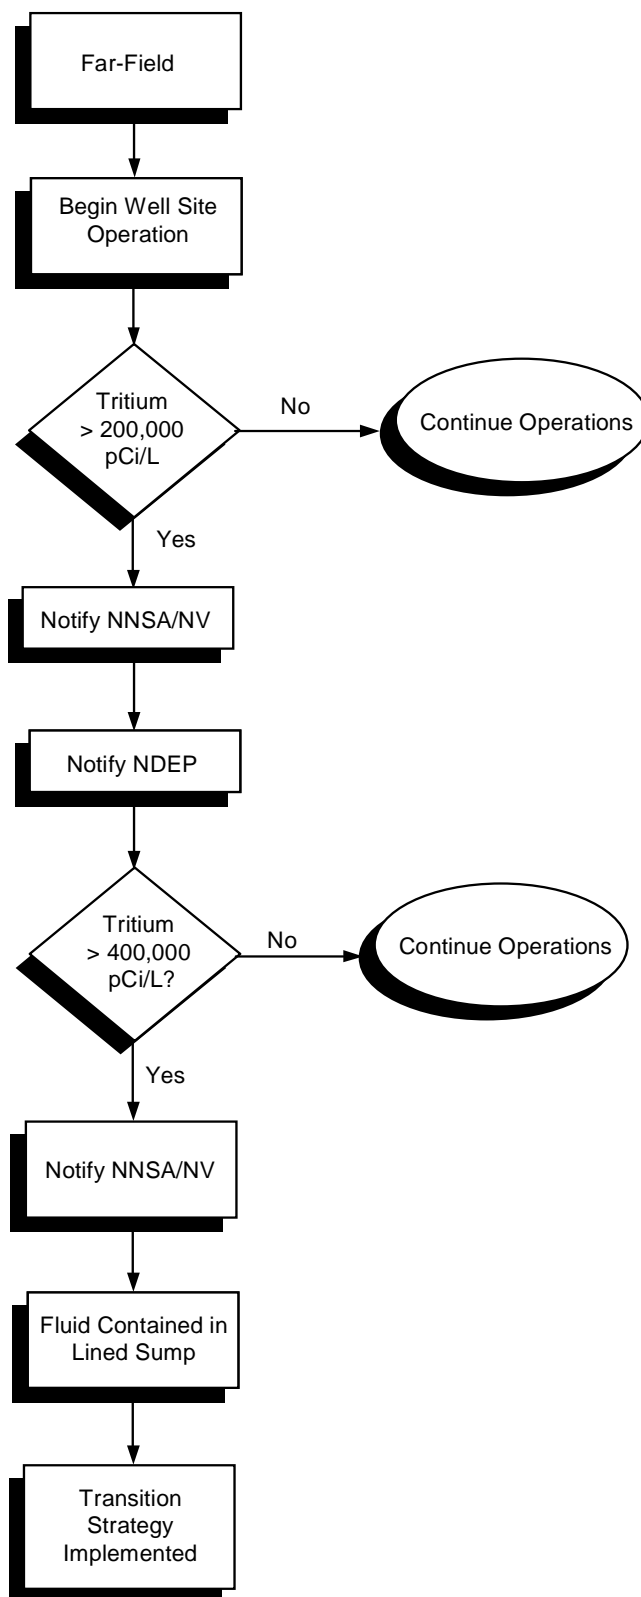 Far-Field
Begin Well Site
Operation
Tritium
> 200,000
pCi/L
No
Continue Operations
Yes
Notify NNSA/NV
Notify NDEP
Tritium
> 400,000
pCi/L?
No
Continue Operations
Yes
Notify NNSA/NV
Fluid Contained in
Lined Sump
Transition
Strategy
Implemented